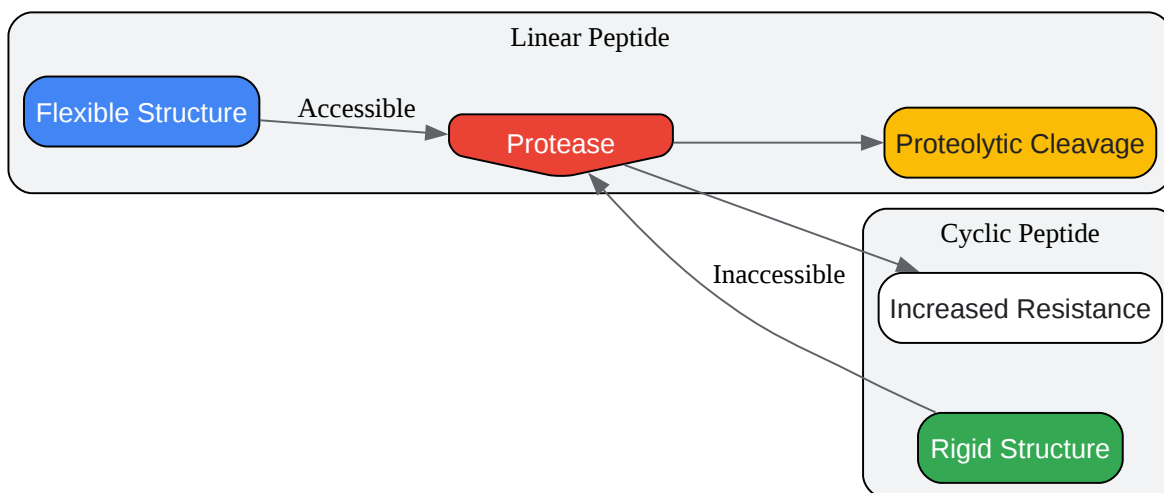 Linear Peptide
Flexible Structure
Accessible
Protease
Proteolytic Cleavage
Cyclic Peptide
Inaccessible
Increased Resistance
Rigid Structure